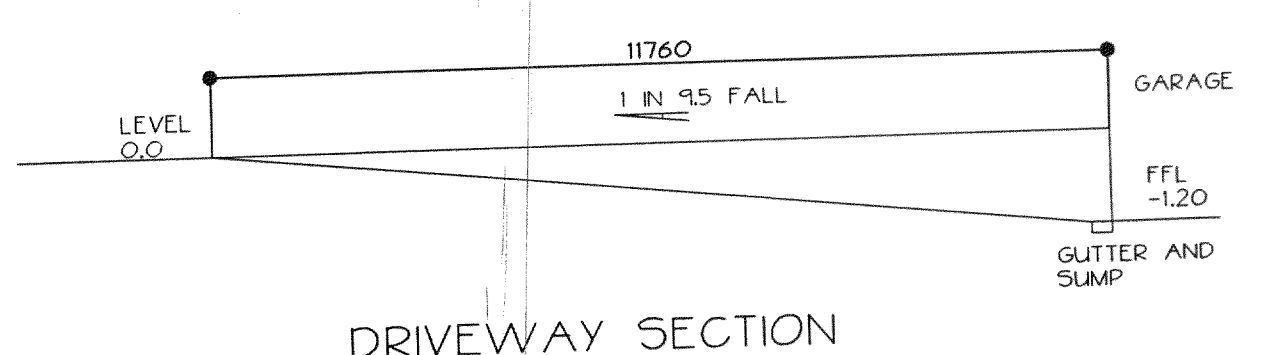 11760
GARAGE
1 IN 9.5 FALL
LEVEL
0.0
FFL
-1.20
GUTTER AND
SUMP
DRIVEWAY SECTION